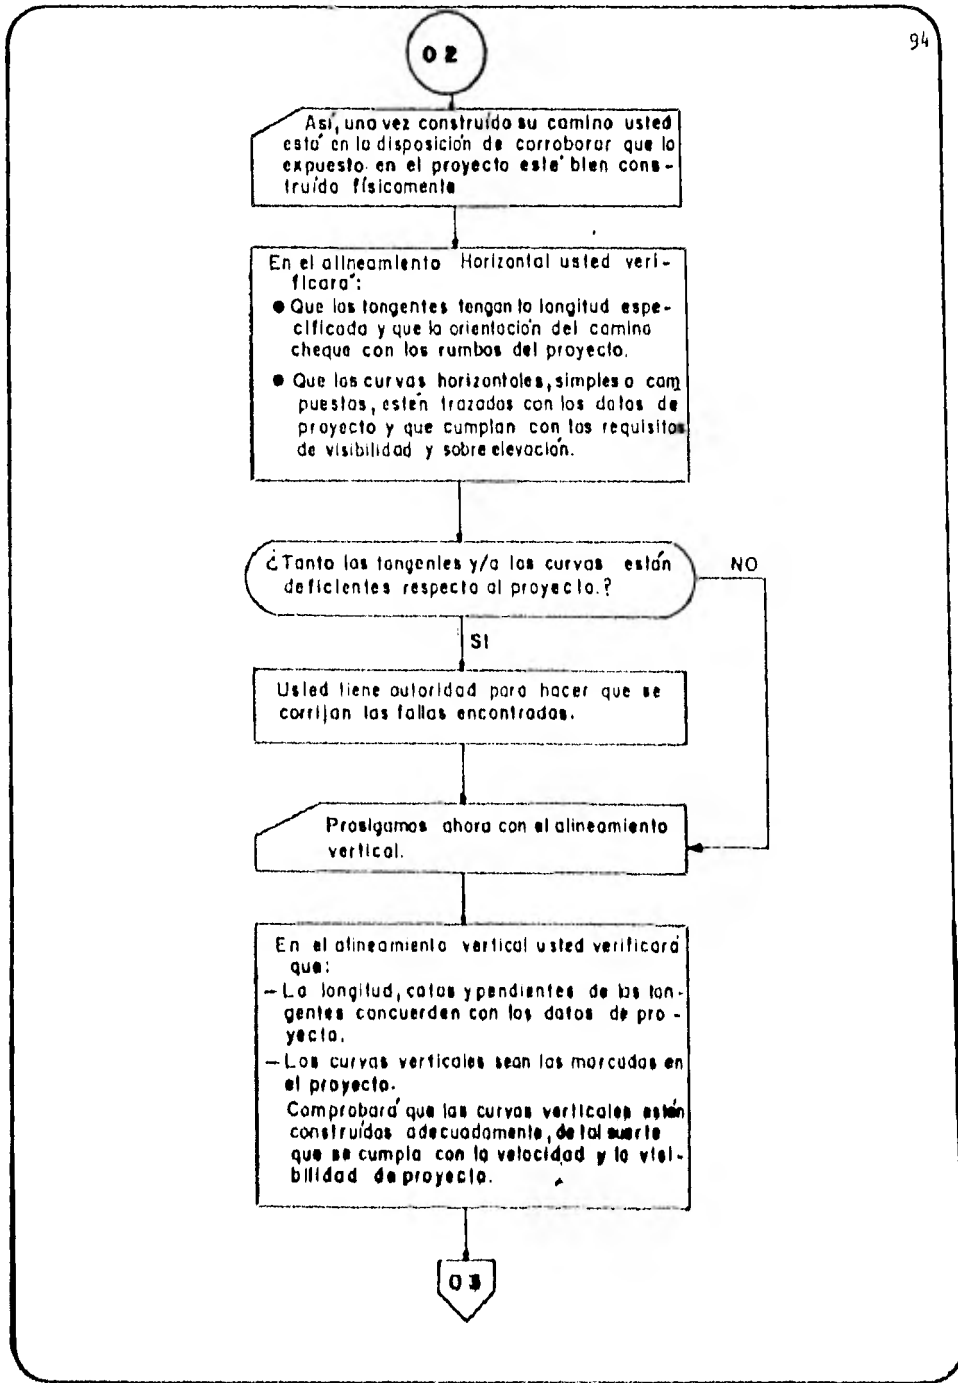 94
02
Así, una vez construído su camino usted
está en la disposición de corroborar que lo
expuesto en el proyecto esté bien cons-
truído físicamente
En el alineamiento Horizontal usted veri-
ficará:
● Que las tangentes tengan la longitud espe-
cificada y que la orientación del camino
cheque con los rumbos del proyecto.
● Que las curvas horizontales, simples o com
puestas, estén trazadas con los datos de
proyecto y que cumplan con los requisitos
de visibilidad y sobre elevación.
¿Tanto las tangentes y/o las curvas están
deficientes respecto al proyecto.?
NO
SI
Usted tiene autoridad para hacer que se
corrijan las fallas encontradas.
Prosigamos ahora con el alineamiento
vertical.
En el alineamiento vertical usted verificará
que:
- La longitud, cotas y pendientes de las tan-
gentes concuerden con los datos de pro-
yecto.
- Las curvas verticales sean las marcadas en
el proyecto.
Comprobará que las curvas verticales estén
construídas adecuadamente, de tal suerte
que se cumpla con la velocidad y la visi-
bilidad de proyecto.
03